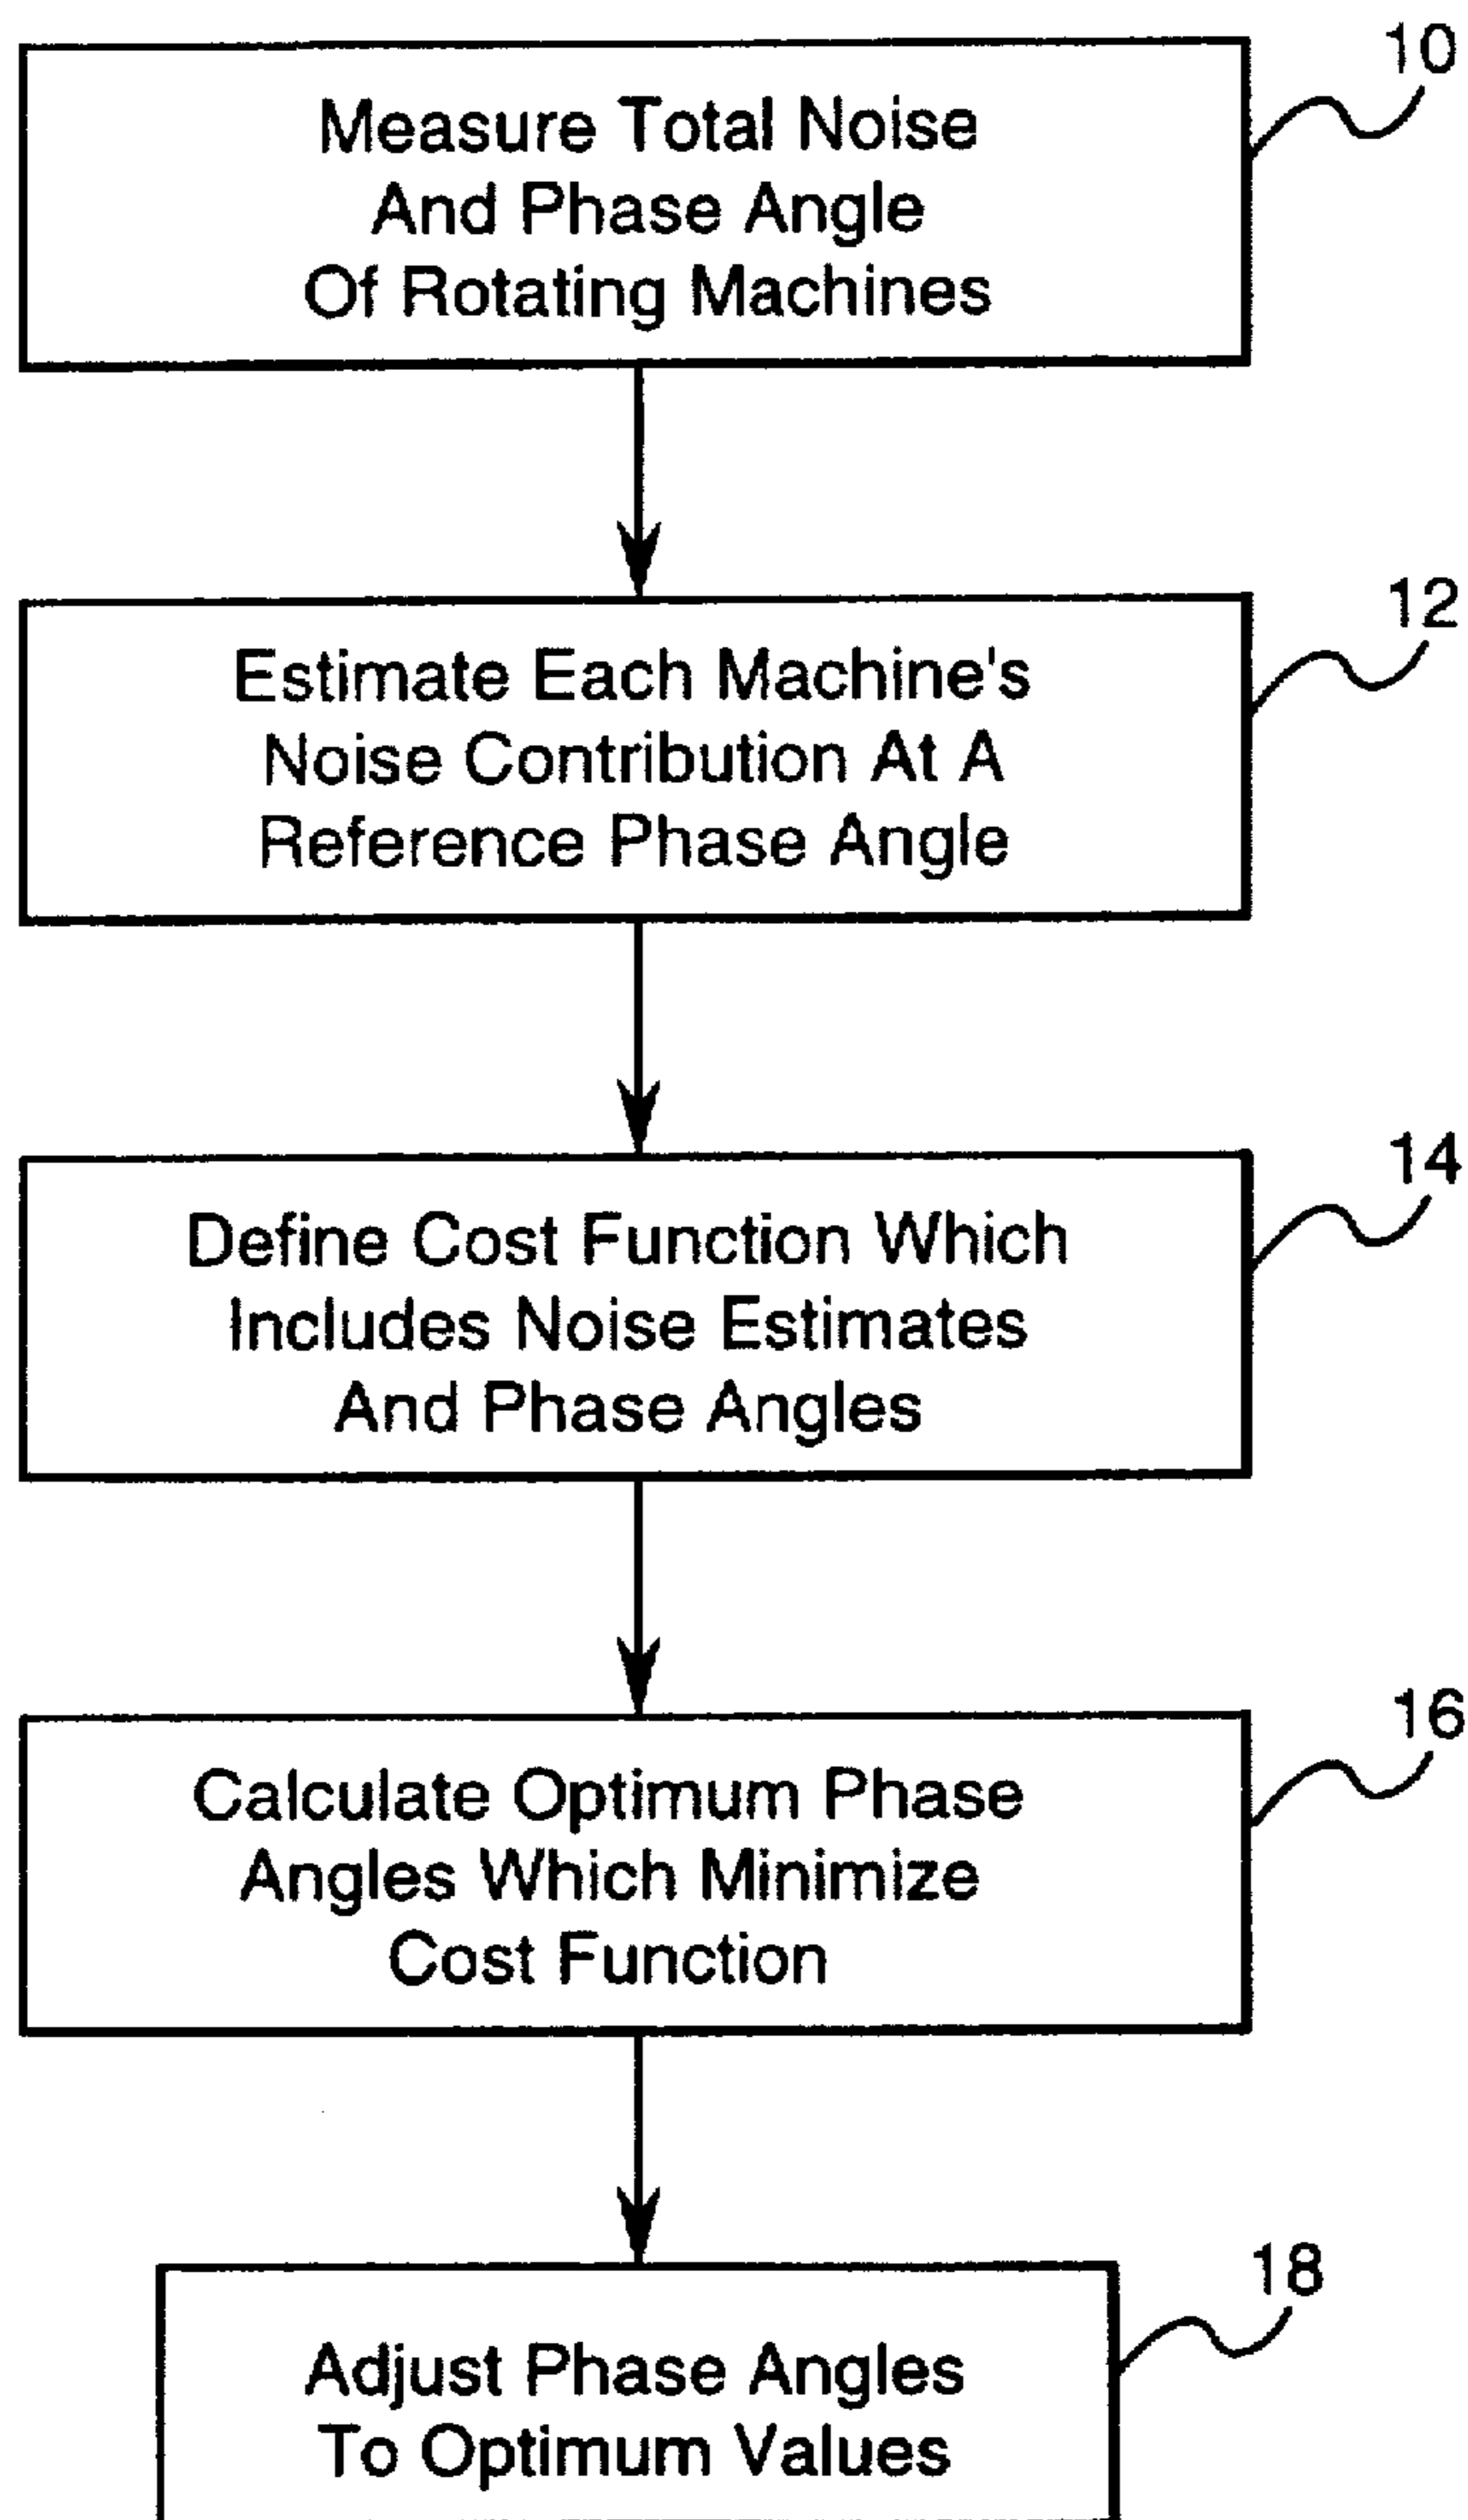 10
Measure Total Noise
And Phase Angle
Of Rotating Machines
12
Estimate Each Machine's
Noise Contribution At A
Reference Phase Angle
14
Define Cost Function Which
Includes Noise Estimates
And Phase Angles
16
Calculate Optimum Phase
Angles Which Minimize
Cost Function
18
Adjust Phase Angles
To Optimum Values